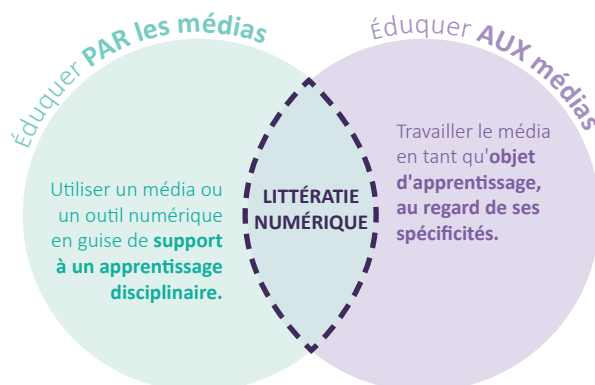 Éduquer PAR les médias
Éduquer AUX médias
Utiliser un média ou
un outil numérique
en guise de support
à un apprentissage
disciplinaire.
LITTÉRATIE
NUMÉRIQUE
Travailler le média
en tant qu'objet
d'apprentissage,
au regard de ses
spécificités.